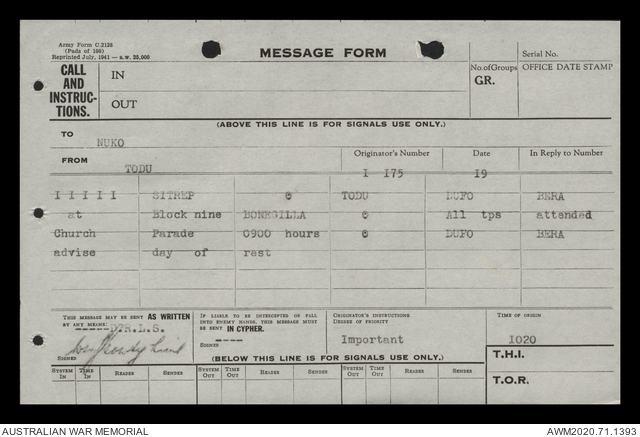 Army Form C.2128
(Pads of 100)
Reprinted July, 1941 — s.w. 25,000
MESSAGE FORM
Serial No.
CALL AND INSTRUC-TIONS.
IN
OUT
No. of Groups
GR.
OFFICE DATE STAMP
(ABOVE THIS LINE IS FOR SIGNALS USE ONLY.)
TO
NUKO
FROM
TODU
Originator's Number
I 175
Date
19
In Reply to Number
I I I I I SITREP @ TODU DUFO BERA
at Block nine BONEGILLA @ All tps attended
Church Parade 0900 hours @ DUFO BERA
advise day of rest
THIS MESSAGE MAY BE SENT AS WRITTEN
BY ANY MEANS. ----D.R.L.S.
SIGNED Lieut
IF LIABLE TO BE INTERCEPTED OR FALL
INTO ENEMY HANDS, THIS MESSAGE MUST
BE SENT IN CYPHER.
----
SIGNED
ORIGINATOR'S INSTRUCTIONS
DEGREE OF PRIORITY
Important
TIME OF ORIGIN
1020
T.H.I.
T.O.R.
(BELOW THIS LINE IS FOR SIGNALS USE ONLY.)
SYSTEM IN TIME IN READER SENDER SYSTEM OUT TIME OUT READER SENDER SYSTEM OUT TIME OUT READER SENDER
AUSTRALIAN WAR MEMORIAL
AWM2020.71.1393